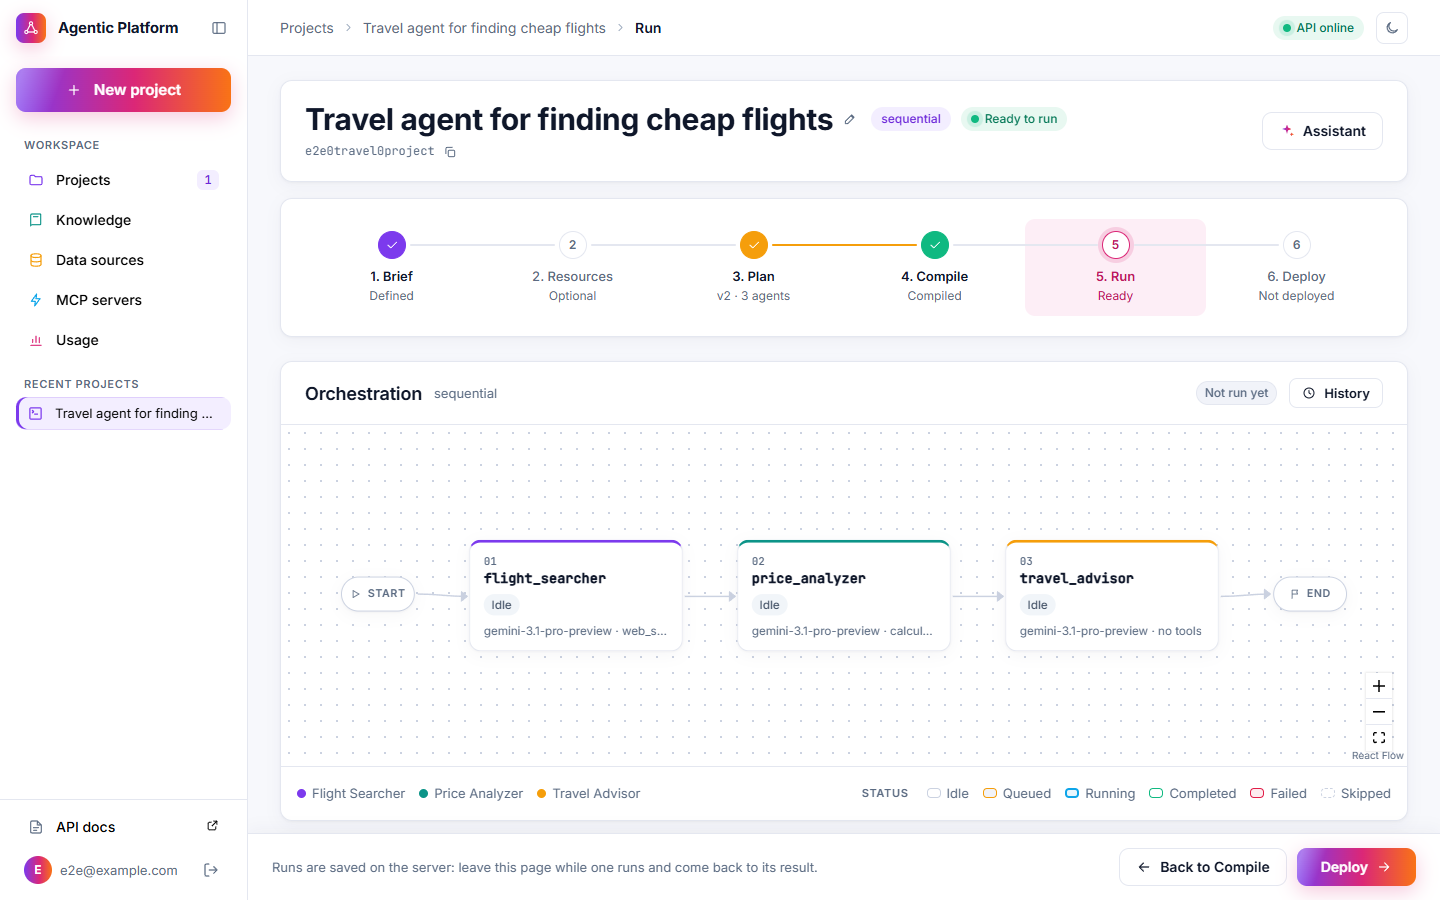 Agentic Platform
New project
WORKSPACE
Projects 1
Knowledge
Data sources
MCP servers
Usage
RECENT PROJECTS
Travel agent for finding ...
API docs
E e2e@example.com
Projects > Travel agent for finding cheap flights > Run
API online
Travel agent for finding cheap flights
sequential
Ready to run
e2e0travel0project
Assistant
1. Brief
Defined
2
2. Resources
Optional
3. Plan
v2 · 3 agents
4. Compile
Compiled
5
5. Run
Ready
6
6. Deploy
Not deployed
Orchestration sequential
Not run yet
History
START
01
flight_searcher
Idle
gemini-3.1-pro-preview · web_s...
02
price_analyzer
Idle
gemini-3.1-pro-preview · calcul...
03
travel_advisor
Idle
gemini-3.1-pro-preview · no tools
END
React Flow
Flight Searcher Price Analyzer Travel Advisor
STATUS Idle Queued Running Completed Failed Skipped
Runs are saved on the server: leave this page while one runs and come back to its result.
Back to Compile
Deploy